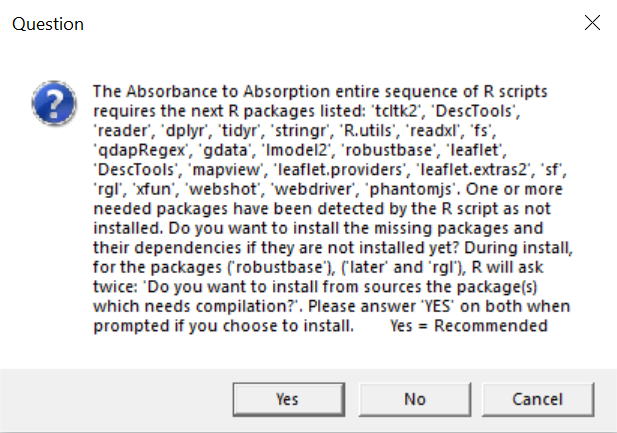 Question
The Absorbance to Absorption entire sequence of R scripts
requires the next R packages listed: 'tcltk2', 'DescTools',
'reader', 'dplyr', 'tidyr', 'stringr', 'R.utils', 'readxl', 'fs',
'qdapRegex', 'gdata', 'lmodel2', 'robustbase', 'leaflet',
'DescTools', 'mapview', 'leaflet.providers', 'leaflet.extras2', 'sf',
'rgl', 'xfun', 'webshot', 'webdriver', 'phantomjs'. One or more
needed packages have been detected by the R script as not
installed. Do you want to install the missing packages and
their dependencies if they are not installed yet? During install,
for the packages ('robustbase'), ('later' and 'rgl'), R will ask
twice: 'Do you want to install from sources the package(s)
which needs compilation?'. Please answer 'YES' on both when
prompted if you choose to install. Yes = Recommended
Yes No Cancel